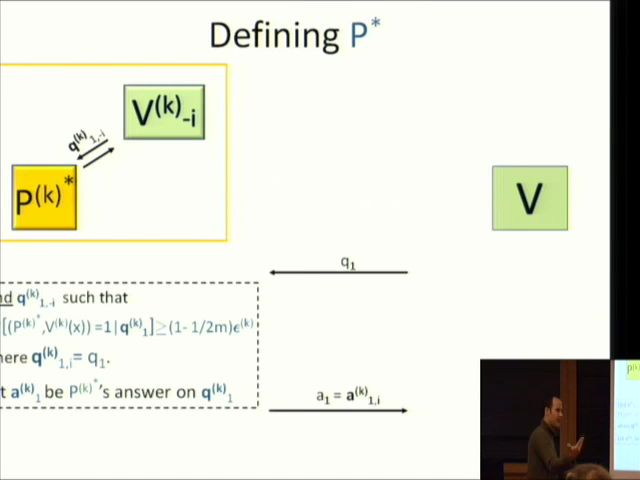 Defining P*
V(k)-i
q(k)1,-i
P(k)*
V
q1
nd q(k)1,-i such that
[(P(k)*,V(k)(x))=1|q(k)1]≥(1- 1/2m)ϵ(k)
here q(k)1,i= q1.
t a(k)1 be P(k)*'s answer on q(k)1
a1 = a(k)1,i